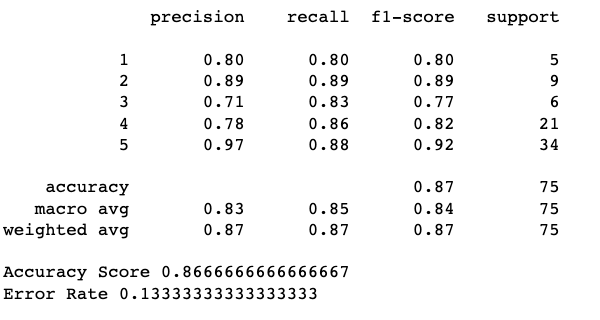 precision recall f1-score support
1 0.80 0.80 0.80 5
2 0.89 0.89 0.89 9
3 0.71 0.83 0.77 6
4 0.78 0.86 0.82 21
5 0.97 0.88 0.92 34
accuracy 0.87 75
macro avg 0.83 0.85 0.84 75
weighted avg 0.87 0.87 0.87 75
Accuracy Score 0.8666666666666667
Error Rate 0.13333333333333333